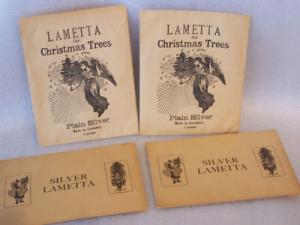 LAMETTA
for
Christmas Trees
Plain Silver
Made in Germany
LAMETTA
for
Christmas Trees
Plain Silver
Made in Germany
SILVER
LAMETTA
SILVER
LAMETTA